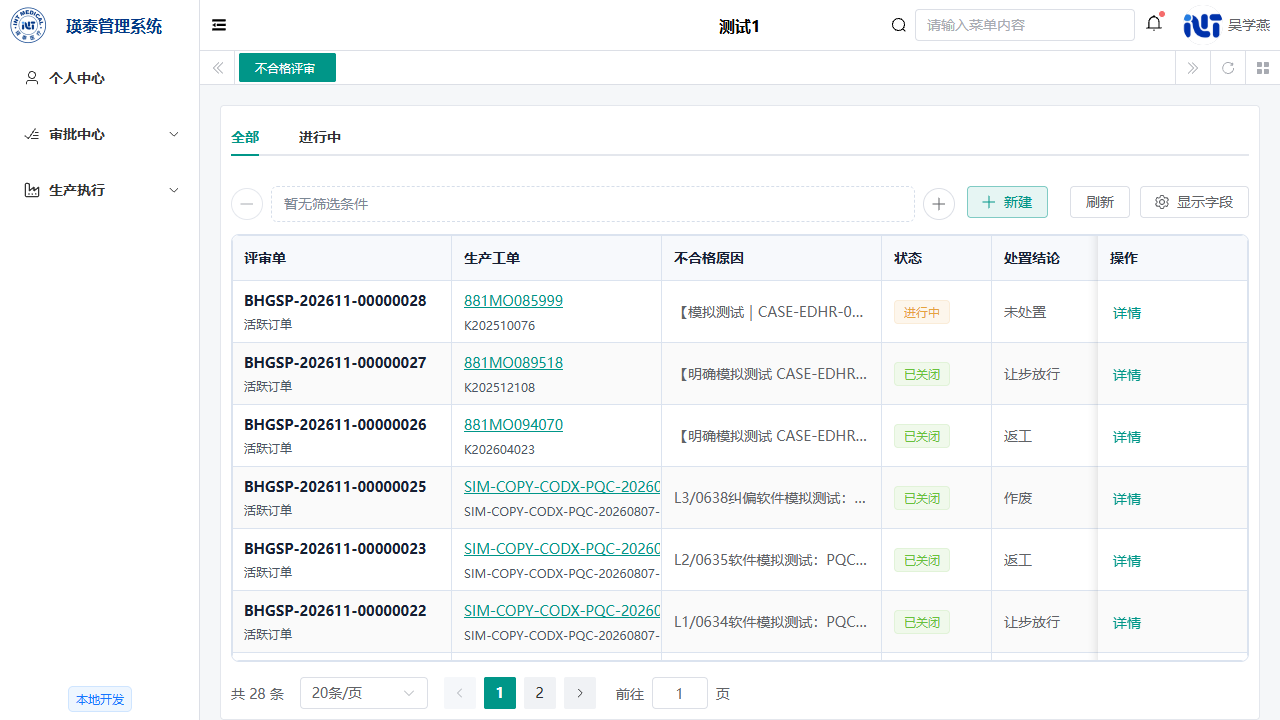 瑛泰管理系统
测试1
请输入菜单内容
吴学燕
个人中心
审批中心
生产执行
本地开发
不合格评审
全部
进行中
暂无筛选条件
新建
刷新
显示字段
评审单 生产工单 不合格原因 状态 处置结论 操作
BHGSP-202611-00000028 881MO085999 【模拟测试 | CASE-EDHR-0... 进行中 未处置 详情
活跃订单 K202510076
BHGSP-202611-00000027 881MO089518 【明确模拟测试 CASE-EDHR... 已关闭 让步放行 详情
活跃订单 K202512108
BHGSP-202611-00000026 881MO094070 【明确模拟测试 CASE-EDHR... 已关闭 返工 详情
活跃订单 K202604023
BHGSP-202611-00000025 SIM-COPY-CODX-PQC-20260 L3/0638纠偏软件模拟测试：... 已关闭 作废 详情
活跃订单 SIM-COPY-CODX-PQC-20260807-
BHGSP-202611-00000023 SIM-COPY-CODX-PQC-20260 L2/0635软件模拟测试：PQC... 已关闭 返工 详情
活跃订单 SIM-COPY-CODX-PQC-20260807-
BHGSP-202611-00000022 SIM-COPY-CODX-PQC-20260 L1/0634软件模拟测试：PQC... 已关闭 让步放行 详情
活跃订单 SIM-COPY-CODX-PQC-20260807-
共 28 条 20条/页 1 2 前往 1 页